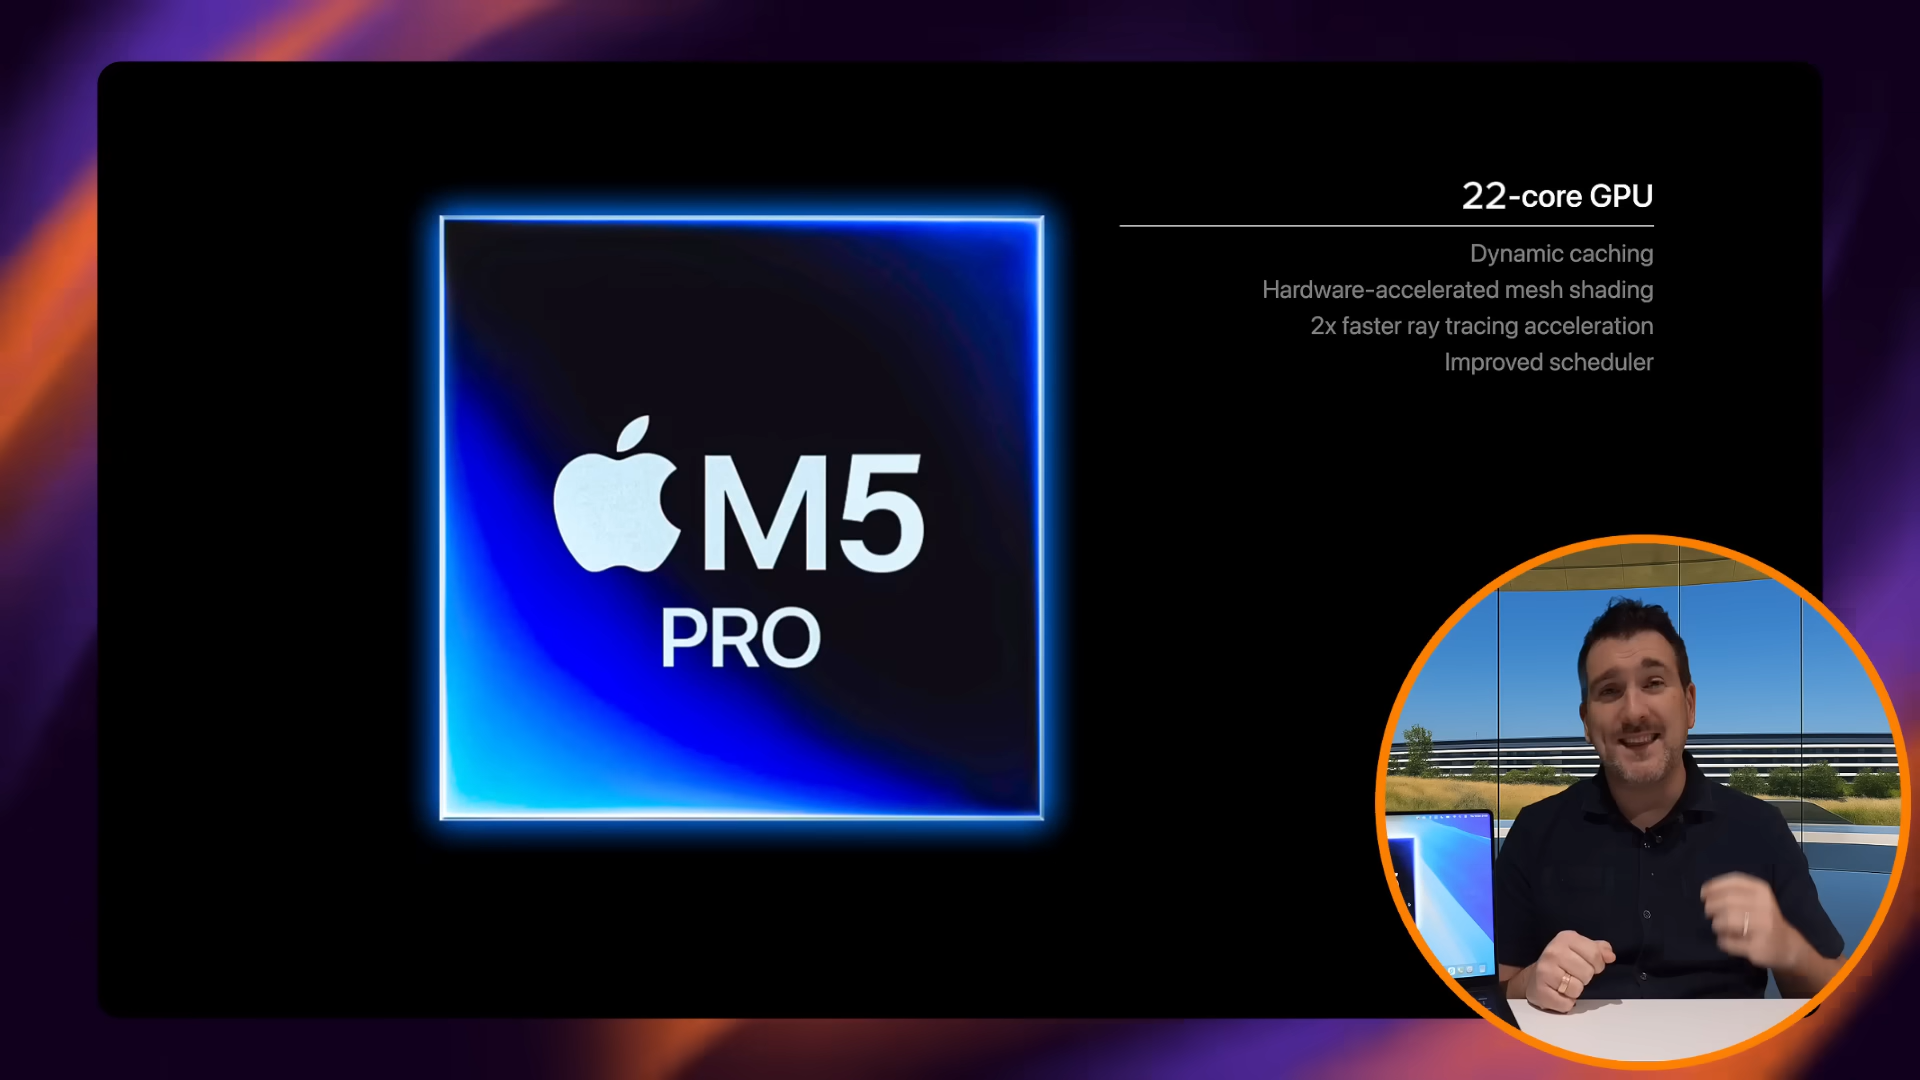 22-core GPU
Dynamic caching
Hardware-accelerated mesh shading
2x faster ray tracing acceleration
Improved scheduler
M5
PRO